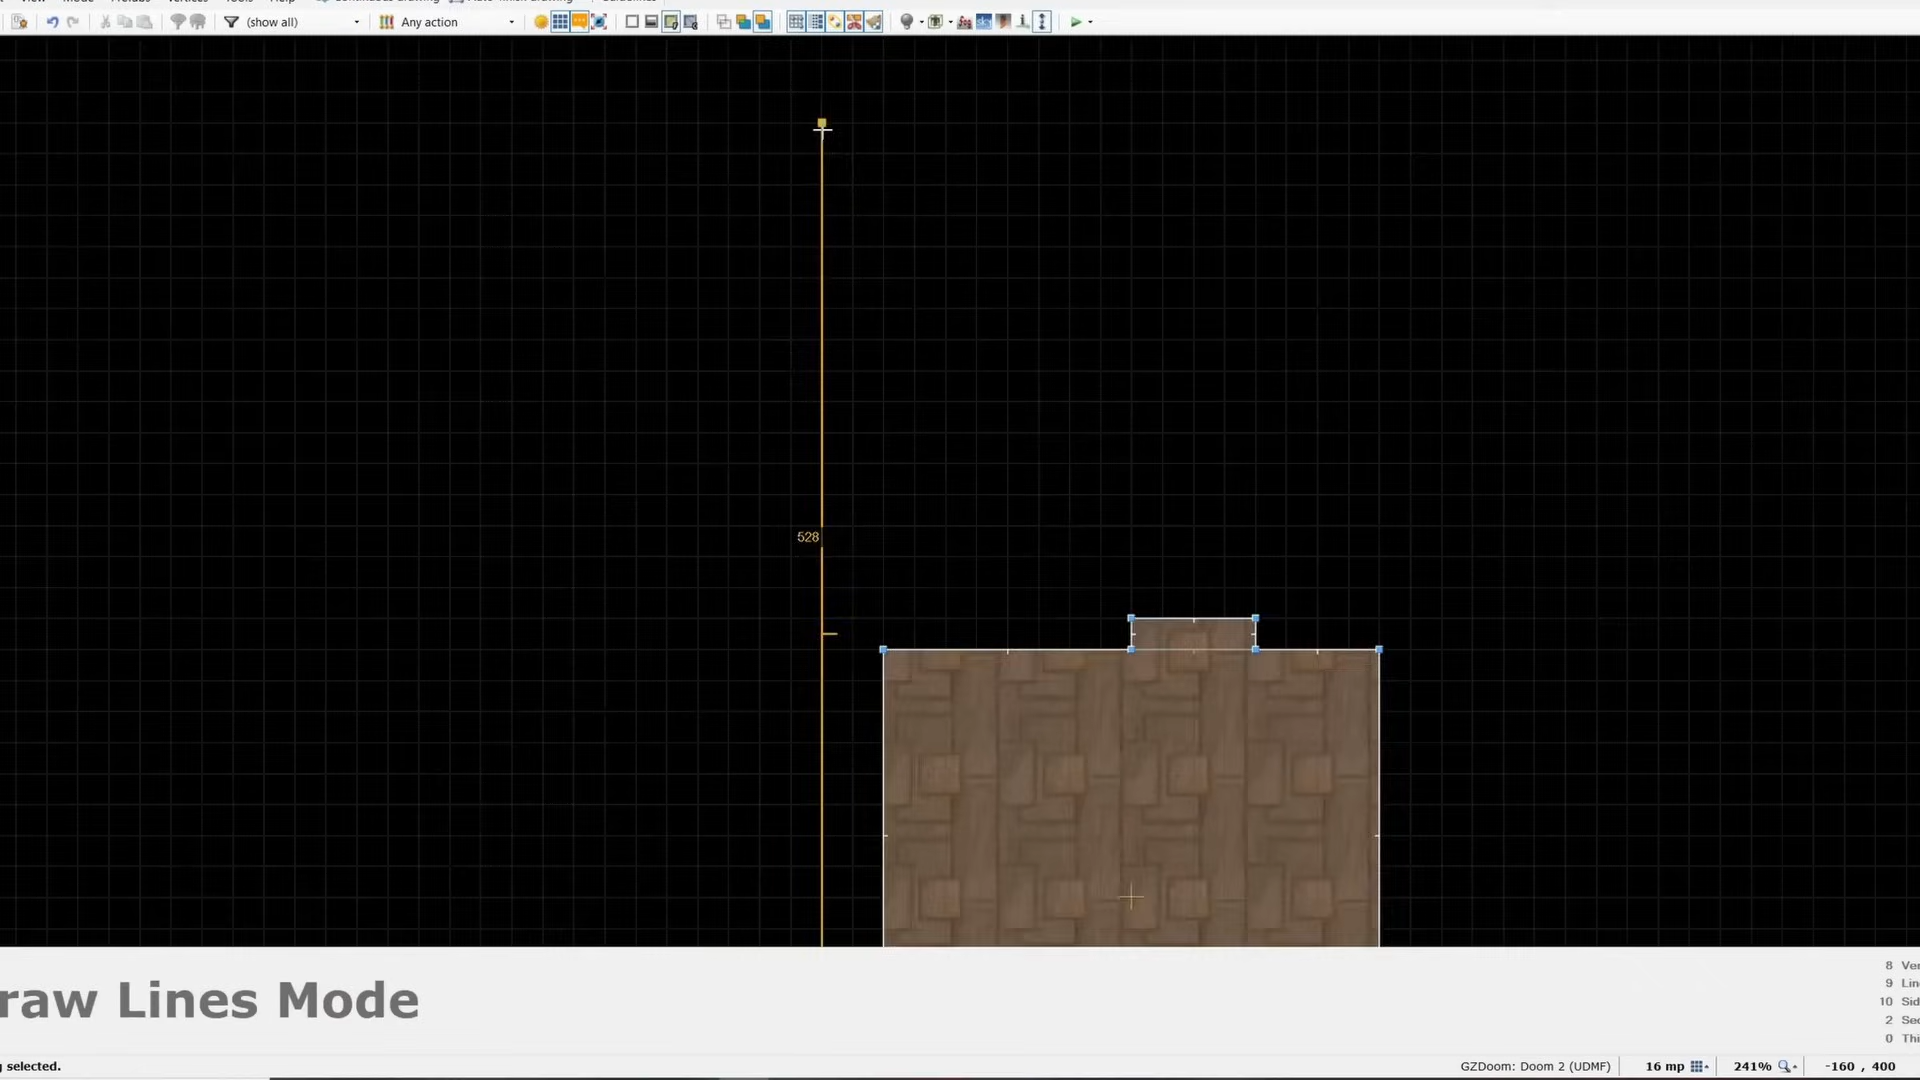 (show all)
Any action
528
raw Lines Mode
8 Ver
9 Lin
10 Sid
2 Sec
0 Thi
selected.
GZDoom: Doom 2 (UDMF)
16 mp
241%
-160 , 400